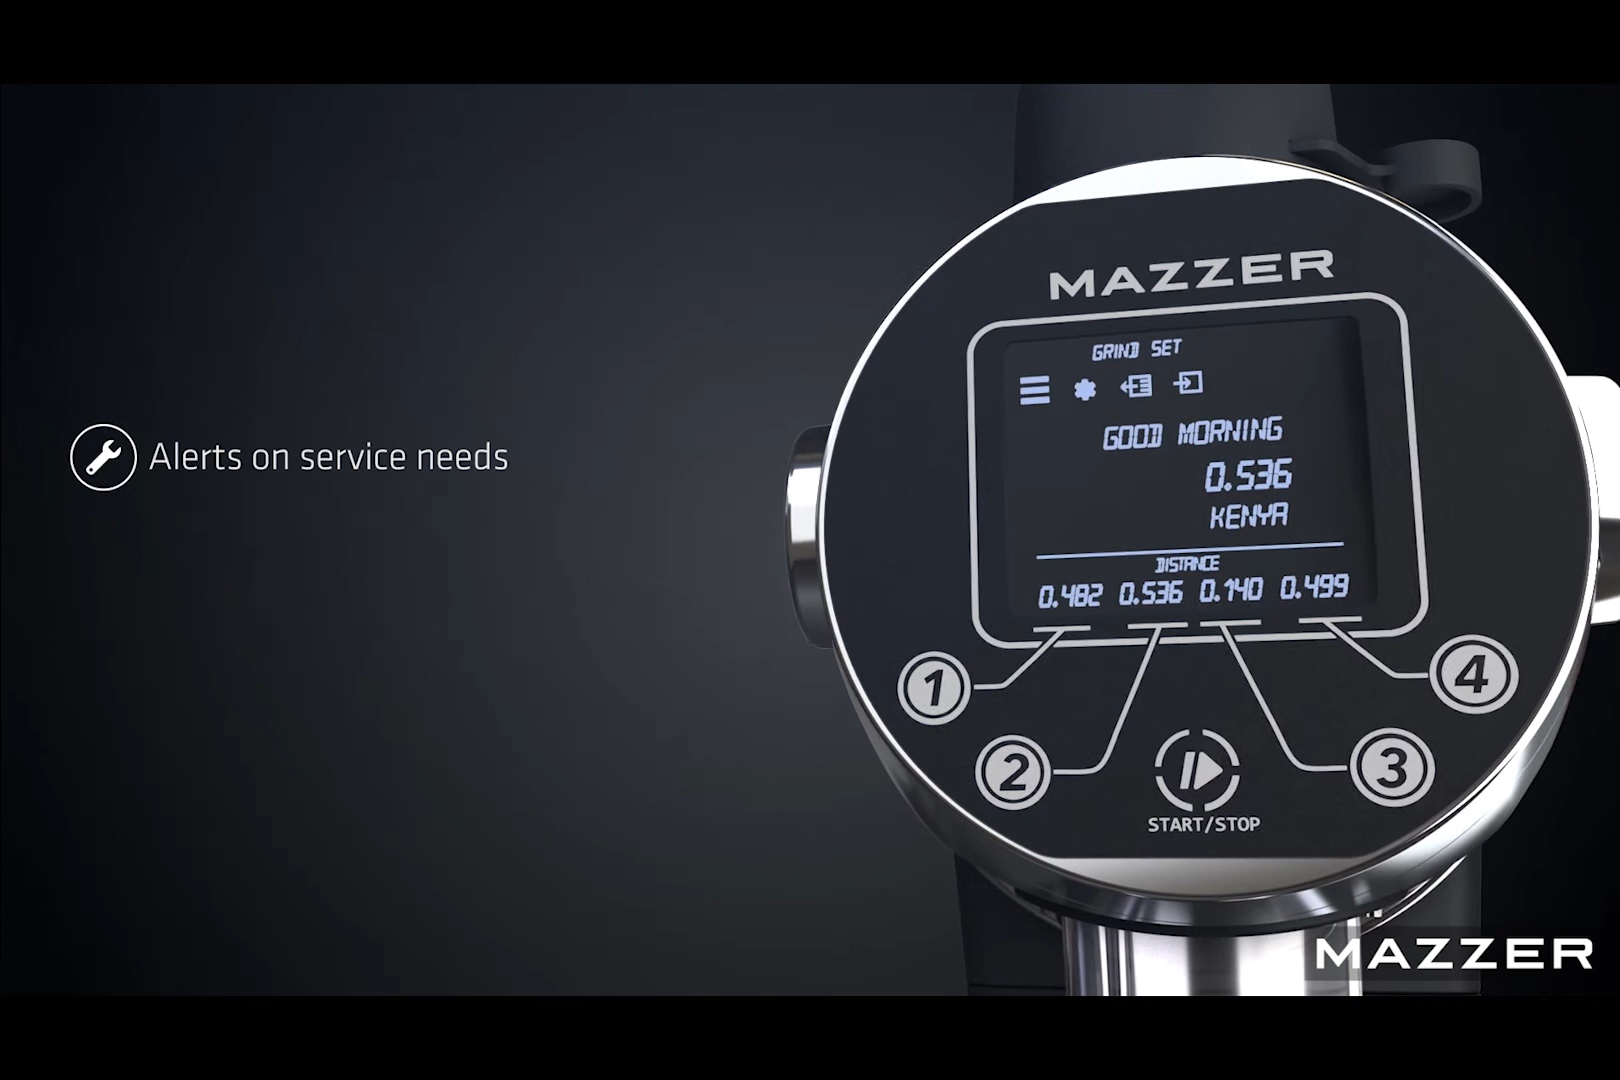 Alerts on service needs
MAZZER
GRIND SET
GOOD MORNING
0.536
KENYA
DISTANCE
0.482 0.536 0.140 0.499
1
2
3
4
START/STOP
MAZZER